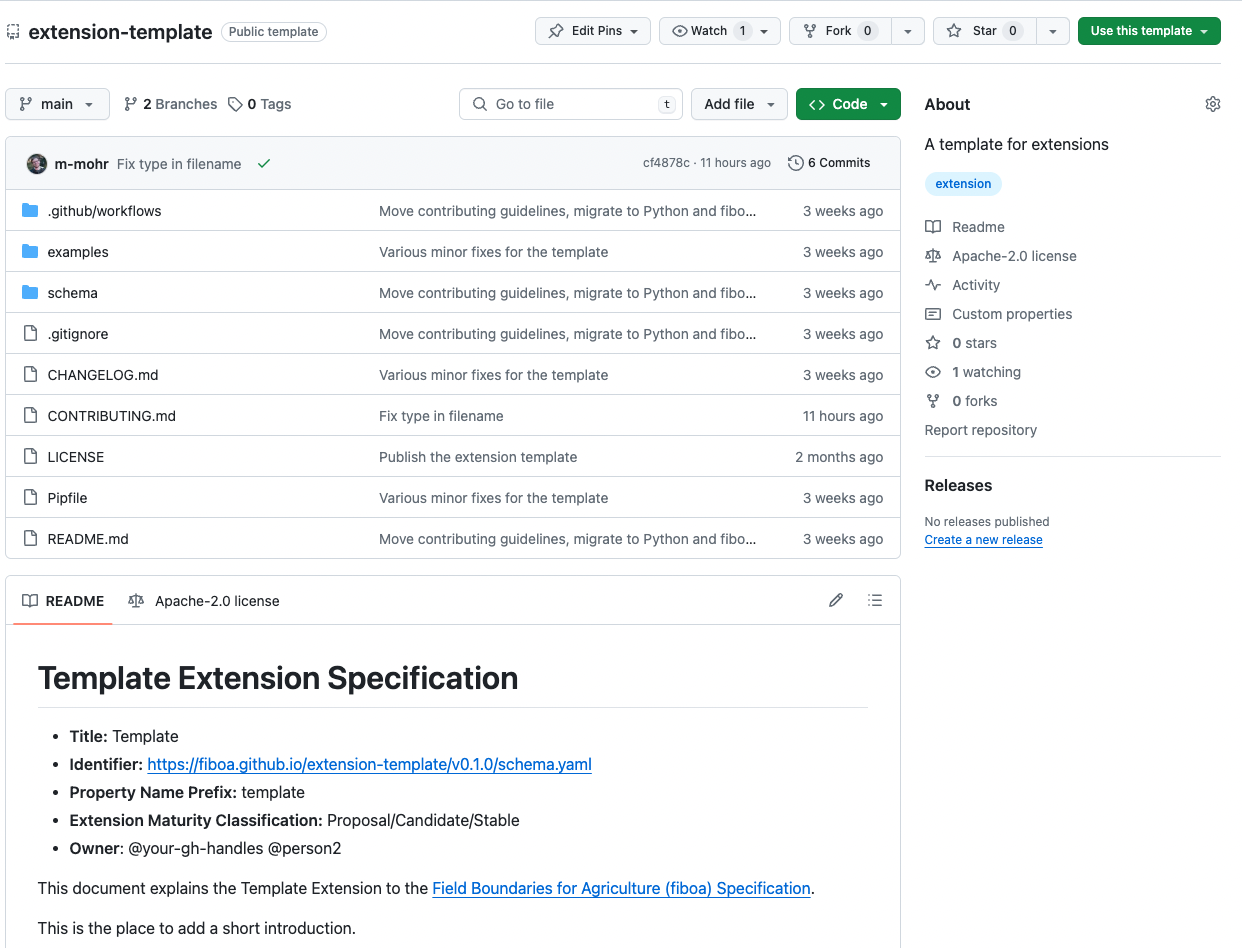 extension-template Public template Edit Pins Watch 1 Fork 0 Star 0 Use this template
main 2 Branches 0 Tags Go to file t Add file Code
m-mohr Fix type in filename cf4878c · 11 hours ago 6 Commits
.github/workflows Move contributing guidelines, migrate to Python and fibo... 3 weeks ago
examples Various minor fixes for the template 3 weeks ago
schema Move contributing guidelines, migrate to Python and fibo... 3 weeks ago
.gitignore Move contributing guidelines, migrate to Python and fibo... 3 weeks ago
CHANGELOG.md Various minor fixes for the template 3 weeks ago
CONTRIBUTING.md Fix type in filename 11 hours ago
LICENSE Publish the extension template 2 months ago
Pipfile Various minor fixes for the template 3 weeks ago
README.md Move contributing guidelines, migrate to Python and fibo... 3 weeks ago
README Apache-2.0 license
Template Extension Specification
• Title: Template
• Identifier: https://fiboa.github.io/extension-template/v0.1.0/schema.yaml
• Property Name Prefix: template
• Extension Maturity Classification: Proposal/Candidate/Stable
• Owner: @your-gh-handles @person2
This document explains the Template Extension to the Field Boundaries for Agriculture (fiboa) Specification.
This is the place to add a short introduction.
About
A template for extensions
extension
Readme
Apache-2.0 license
Activity
Custom properties
0 stars
1 watching
0 forks
Report repository
Releases
No releases published
Create a new release